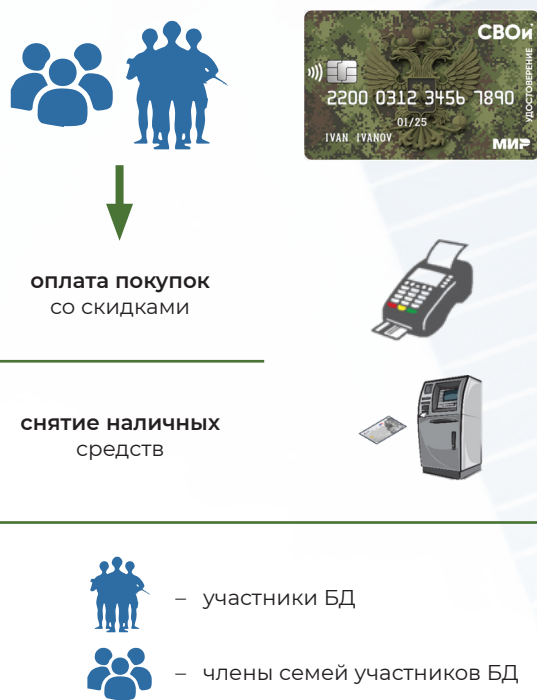 СВОи
УДОСТОВЕРЕНИЕ
2200 0312 3456 7890
01/25
IVAN IVANOV
МИР
оплата покупок
со скидками
снятие наличных
средств
– участники БД
– члены семей участников БД